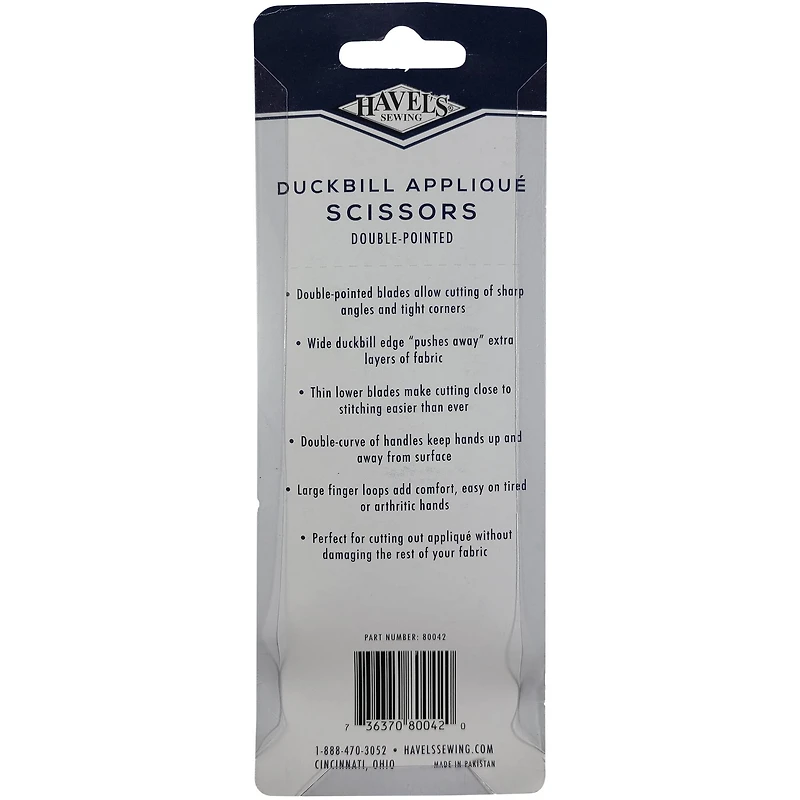 HAVEL'S®
SEWING
DUCKBILL APPLIQUÉ
SCISSORS
DOUBLE-POINTED
• Double-pointed blades allow cutting of sharp
angles and tight corners
• Wide duckbill edge “pushes away” extra
layers of fabric
• Thin lower blades make cutting close to
stitching easier than ever
• Double-curve of handles keep hands up and
away from surface
• Large finger loops add comfort, easy on tired
or arthritic hands
• Perfect for cutting out appliqué without
damaging the rest of your fabric
PART NUMBER: 80042
7 36370 80042 0
1-888-470-3052 • HAVELSSEWING.COM
CINCINNATI, OHIO MADE IN PAKISTAN